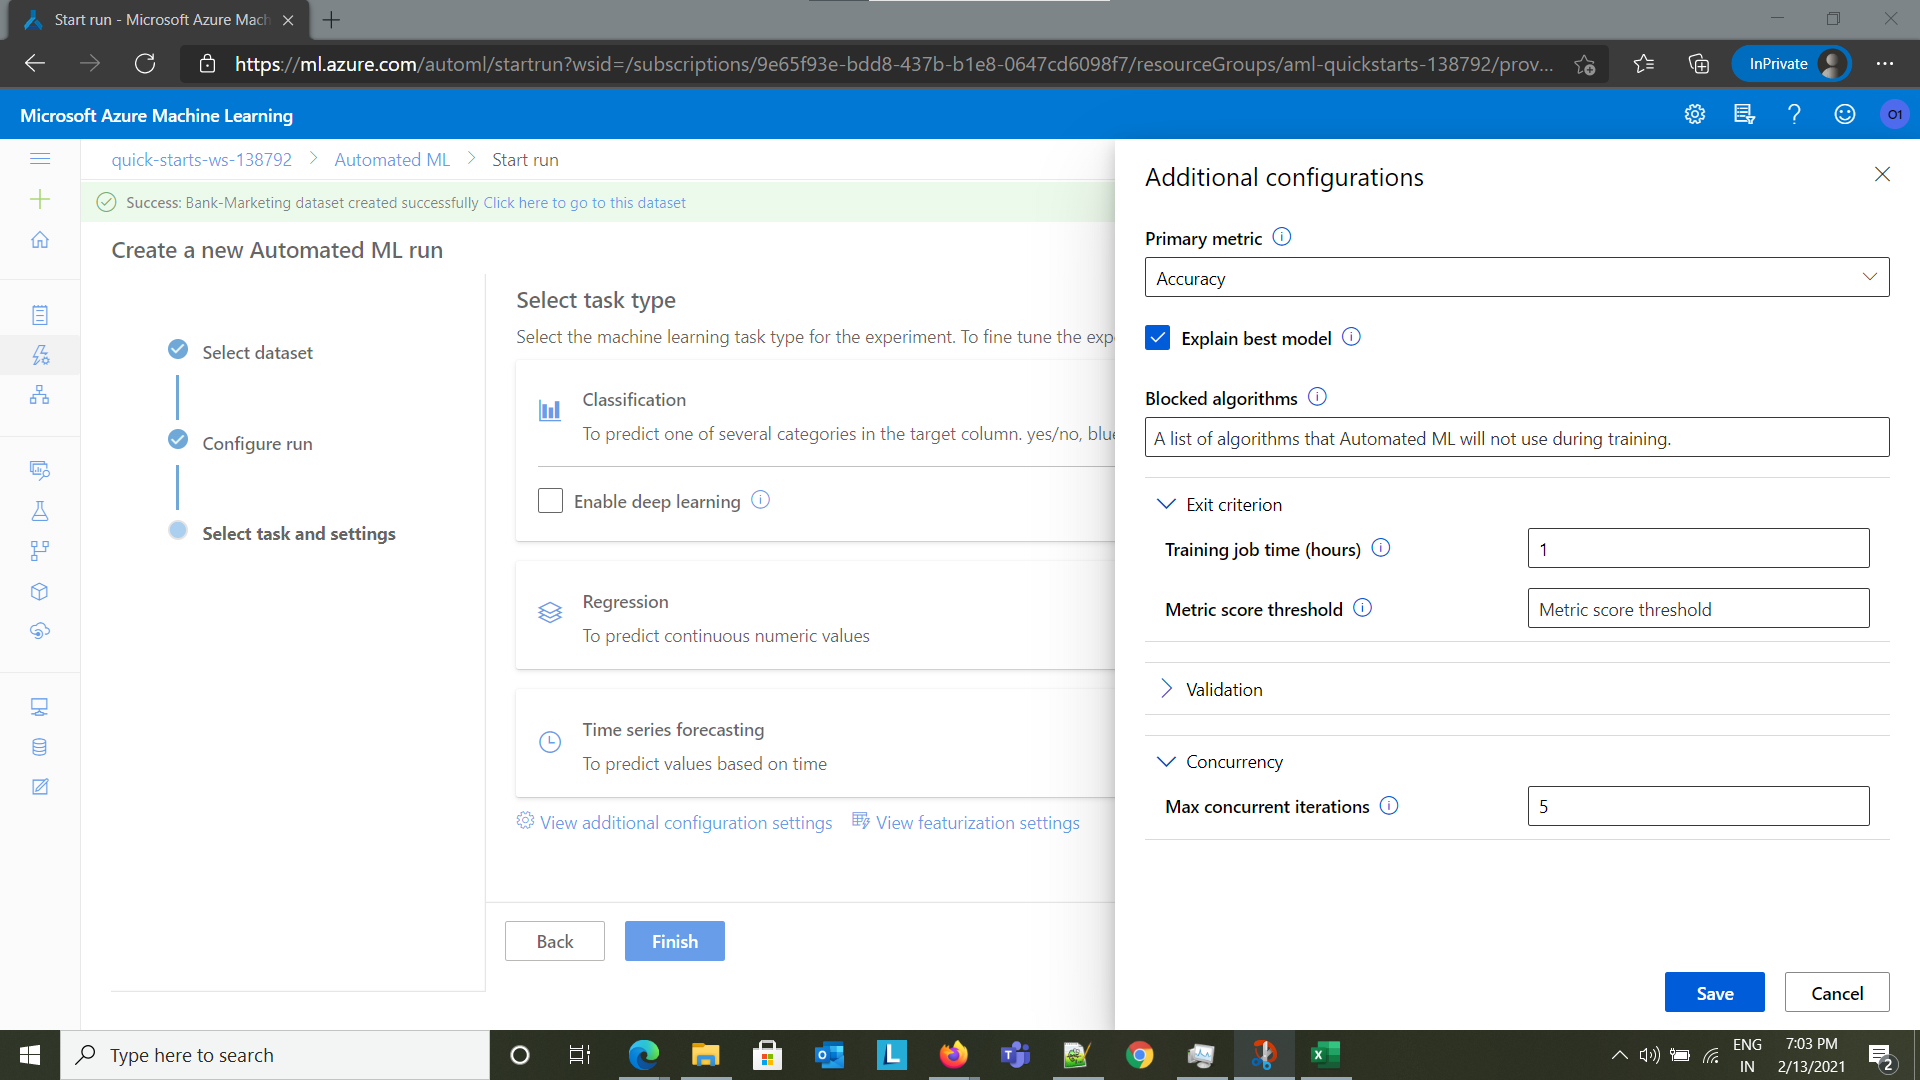 Start run - Microsoft Azure Mach
https://ml.azure.com/automl/startrun?wsid=/subscriptions/9e65f93e-bdd8-437b-b1e8-0647cd6098f7/resourceGroups/aml-quickstarts-138792/prov...
InPrivate
Microsoft Azure Machine Learning
O1
quick-starts-ws-138792 > Automated ML > Start run
Success: Bank-Marketing dataset created successfully Click here to go to this dataset
Create a new Automated ML run
Select dataset
Configure run
Select task and settings
Select task type
Select the machine learning task type for the experiment. To fine tune the exp
Classification
To predict one of several categories in the target column. yes/no, blue
Enable deep learning
Regression
To predict continuous numeric values
Time series forecasting
To predict values based on time
View additional configuration settings
View featurization settings
Back
Finish
Additional configurations
Primary metric
Accuracy
Explain best model
Blocked algorithms
A list of algorithms that Automated ML will not use during training.
Exit criterion
Training job time (hours)
1
Metric score threshold
Metric score threshold
Validation
Concurrency
Max concurrent iterations
5
Save
Cancel
Type here to search
L
ENG
IN
7:03 PM
2/13/2021
2